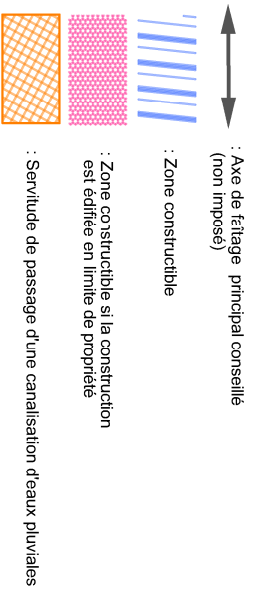 : Axe de faîtage principal conseillé
(non imposé)
: Zone constructible
: Zone constructible si la construction
est édifiée en limite de propriété
: Servitude de passage d'une canalisation d'eaux pluviales